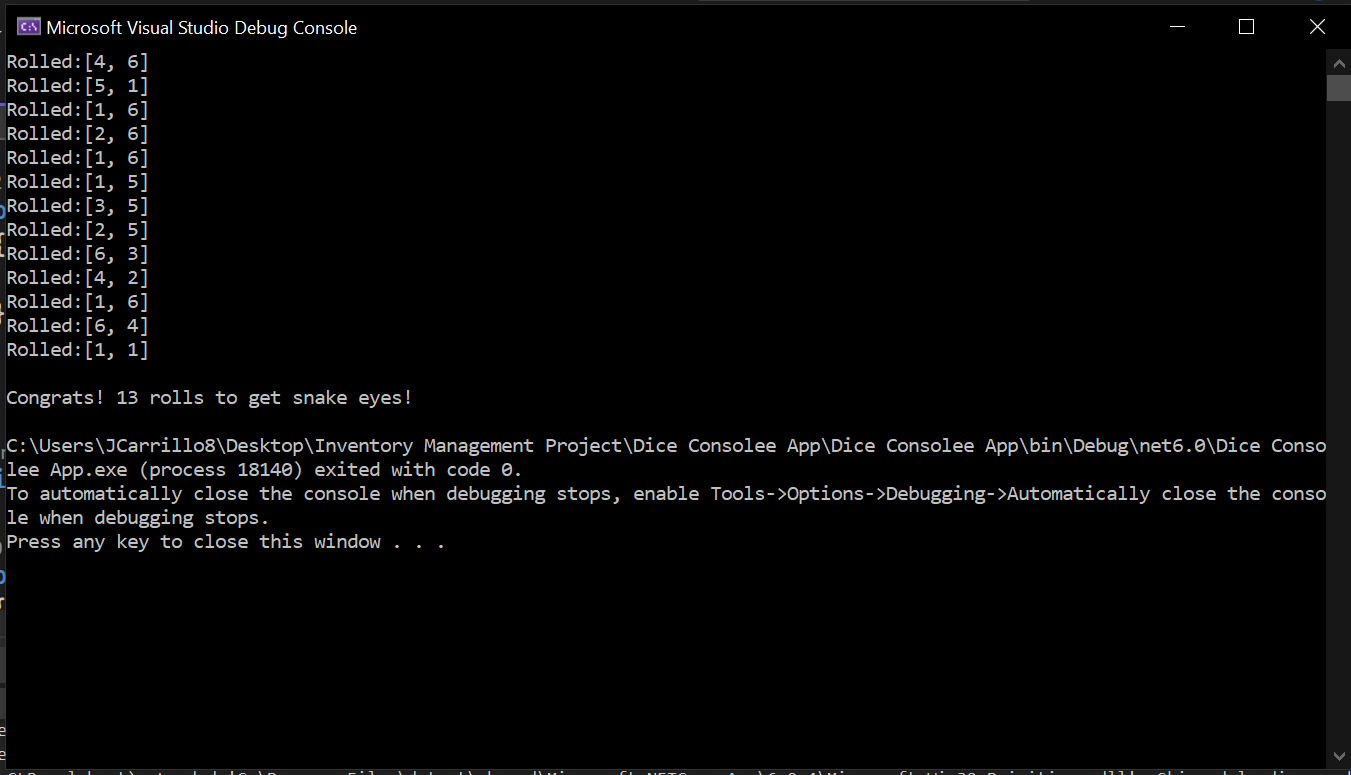 Microsoft Visual Studio Debug Console
Rolled:[4, 6]
Rolled:[5, 1]
Rolled:[1, 6]
Rolled:[2, 6]
Rolled:[1, 6]
Rolled:[1, 5]
Rolled:[3, 5]
Rolled:[2, 5]
Rolled:[6, 3]
Rolled:[4, 2]
Rolled:[1, 6]
Rolled:[6, 4]
Rolled:[1, 1]
Congrats! 13 rolls to get snake eyes!
C:\Users\JCarrillo8\Desktop\Inventory Management Project\Dice Consolee App\Dice Consolee App\bin\Debug\net6.0\Dice Conso
lee App.exe (process 18140) exited with code 0.
To automatically close the console when debugging stops, enable Tools->Options->Debugging->Automatically close the conso
le when debugging stops.
Press any key to close this window . . .